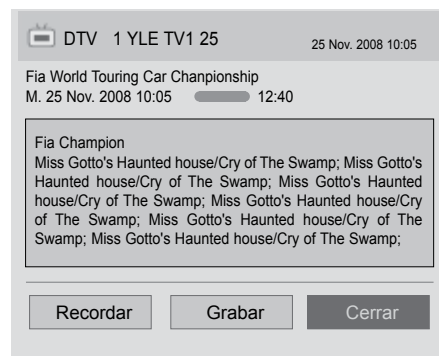 DTV 1 YLE TV1 25 25 Nov. 2008 10:05
Fia World Touring Car Chanpionship
M. 25 Nov. 2008 10:05 12:40
Fia Champion
Miss Gotto's Haunted house/Cry of The Swamp; Miss Gotto's
Haunted house/Cry of The Swamp; Miss Gotto's Haunted
house/Cry of The Swamp; Miss Gotto's Haunted house/Cry
of The Swamp; Miss Gotto's Haunted house/Cry of The
Swamp; Miss Gotto's Haunted house/Cry of The Swamp;
Recordar Grabar Cerrar